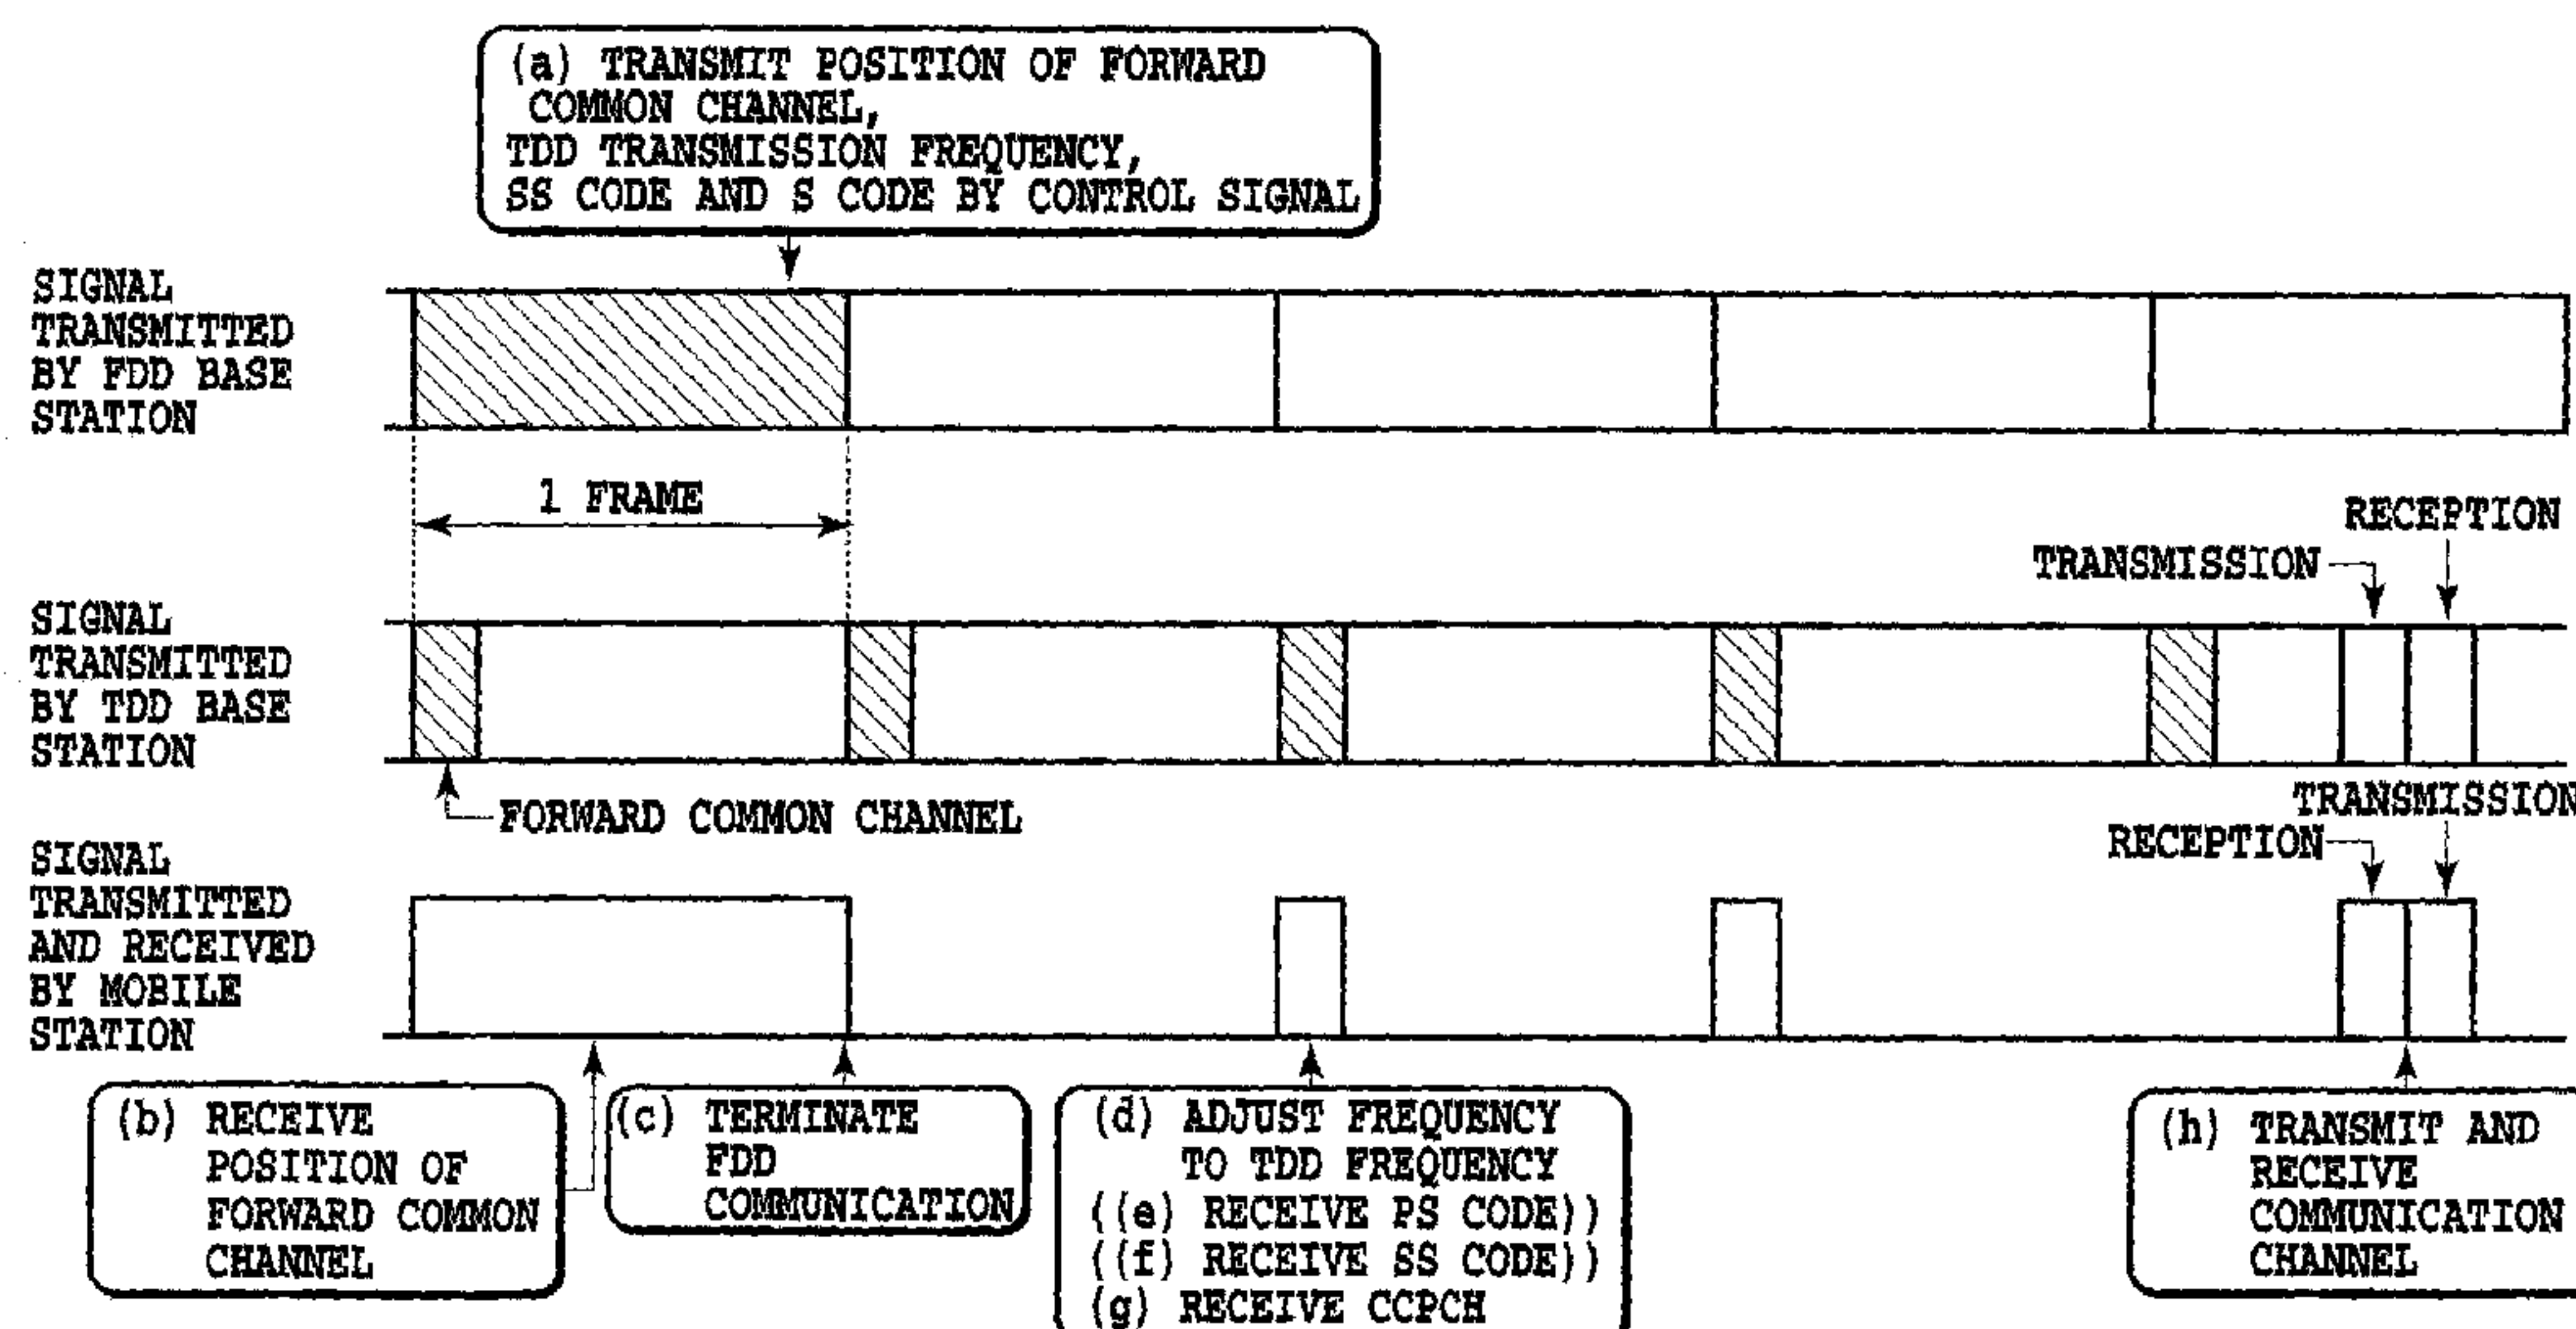 (a) TRANSMIT POSITION OF FORWARD
COMMON CHANNEL,
TDD TRANSMISSION FREQUENCY,
SS CODE AND S CODE BY CONTROL SIGNAL
SIGNAL
TRANSMITTED
BY FDD BASE
STATION
1 FRAME
RECEPTION
TRANSMISSION
SIGNAL
TRANSMITTED
BY TDD BASE
STATION
FORWARD COMMON CHANNEL
TRANSMISSION
RECEPTION
SIGNAL
TRANSMITTED
AND RECEIVED
BY MOBILE
STATION
(b) RECEIVE
POSITION OF
FORWARD COMMON
CHANNEL
(c) TERMINATE
FDD
COMMUNICATION
(d) ADJUST FREQUENCY
TO TDD FREQUENCY
((e) RECEIVE PS CODE))
((f) RECEIVE SS CODE))
(g) RECEIVE CCPCH
(h) TRANSMIT AND
RECEIVE
COMMUNICATION
CHANNEL